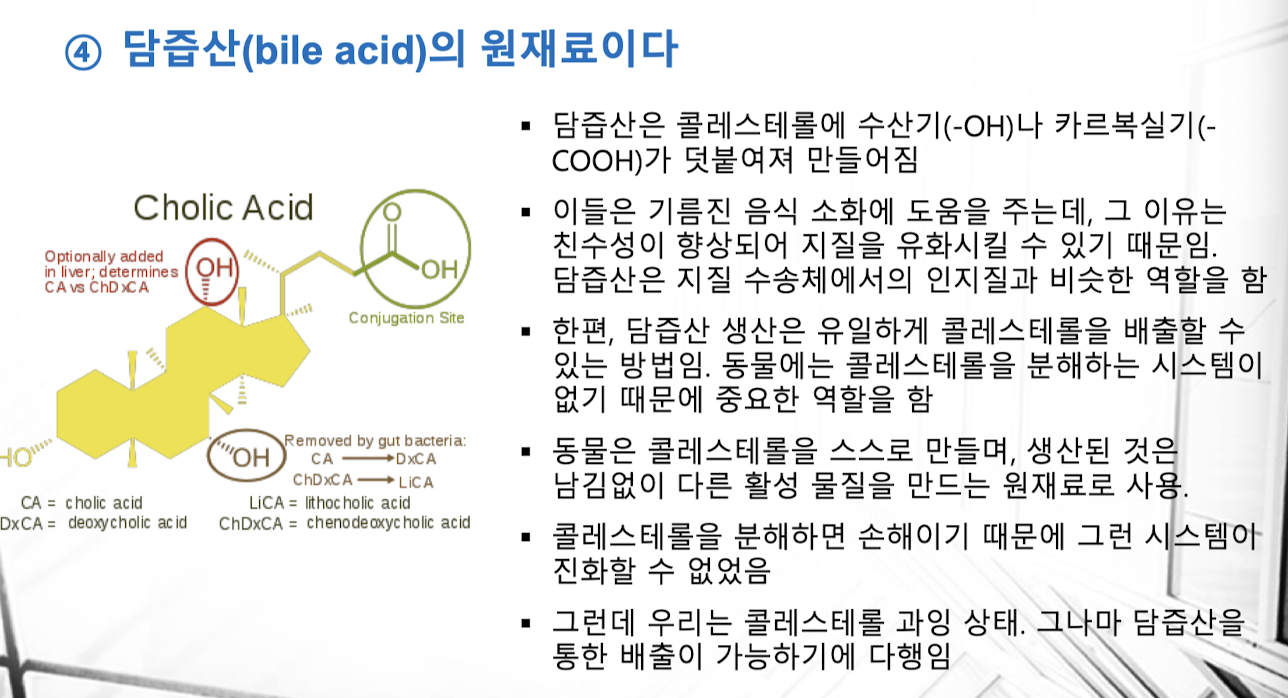 ④ 담즙산(bile acid)의 원재료이다
Cholic Acid
Optionally added
in liver; determines
CA vs ChDxCA
OH
O
OH
Conjugation Site
HO
OH
Removed by gut bacteria:
CA → DxCA
ChDxCA → LiCA
CA = cholic acid
LiCA = lithocholic acid
DxCA = deoxycholic acid
ChDxCA = chenodeoxycholic acid
▪ 담즙산은 콜레스테롤에 수산기(-OH)나 카르복실기(-
COOH)가 덧붙여져 만들어짐
▪ 이들은 기름진 음식 소화에 도움을 주는데, 그 이유는
친수성이 향상되어 지질을 유화시킬 수 있기 때문임.
담즙산은 지질 수송체에서의 인지질과 비슷한 역할을 함
▪ 한편, 담즙산 생산은 유일하게 콜레스테롤을 배출할 수
있는 방법임. 동물에는 콜레스테롤을 분해하는 시스템이
없기 때문에 중요한 역할을 함
▪ 동물은 콜레스테롤을 스스로 만들며, 생산된 것은
남김없이 다른 활성 물질을 만드는 원재료로 사용.
▪ 콜레스테롤을 분해하면 손해이기 때문에 그런 시스템이
진화할 수 없었음
▪ 그런데 우리는 콜레스테롤 과잉 상태. 그나마 담즙산을
통한 배출이 가능하기에 다행임